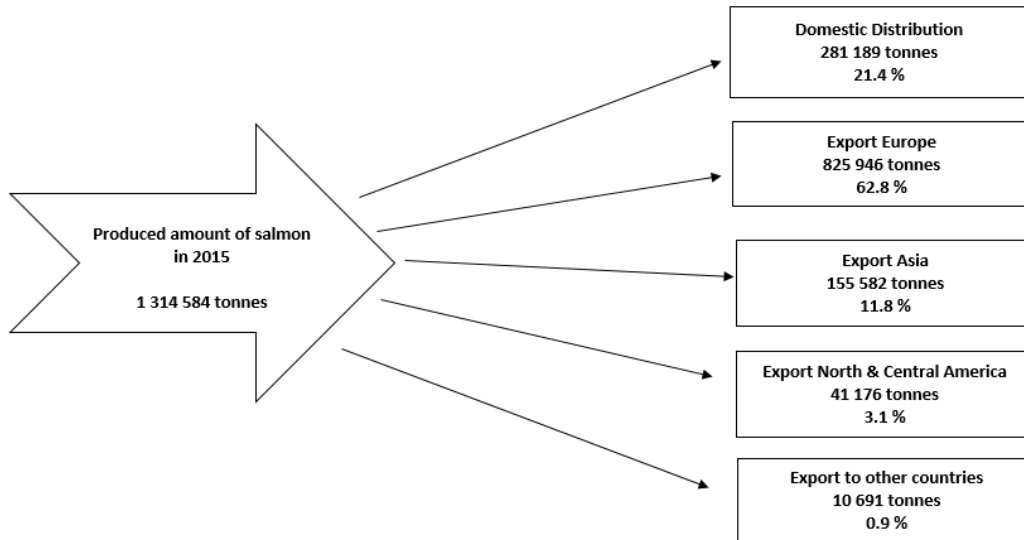 Produced amount of salmon
in 2015
1 314 584 tonnes
Domestic Distribution
281 189 tonnes
21.4 %
Export Europe
825 946 tonnes
62.8 %
Export Asia
155 582 tonnes
11.8 %
Export North & Central America
41 176 tonnes
3.1 %
Export to other countries
10 691 tonnes
0.9 %